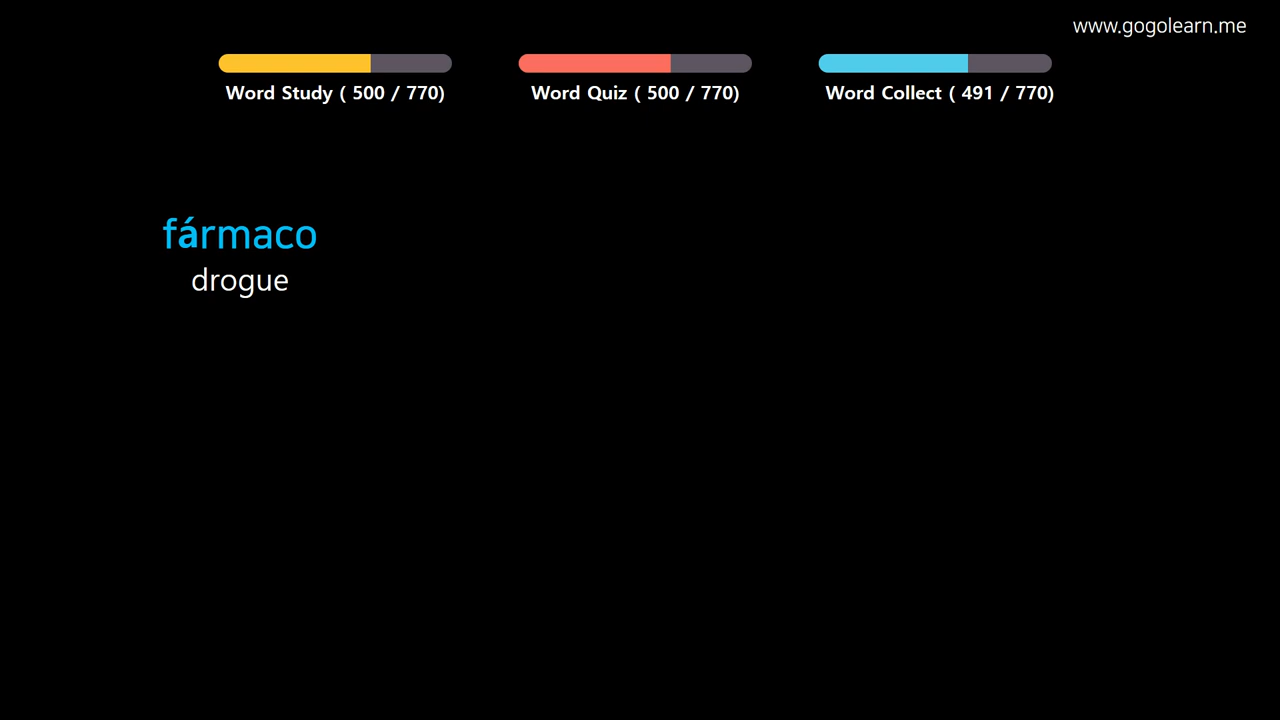 www.gogolearn.me
Word Study ( 500 / 770)
Word Quiz ( 500 / 770)
Word Collect ( 491 / 770)
fármaco
drogue